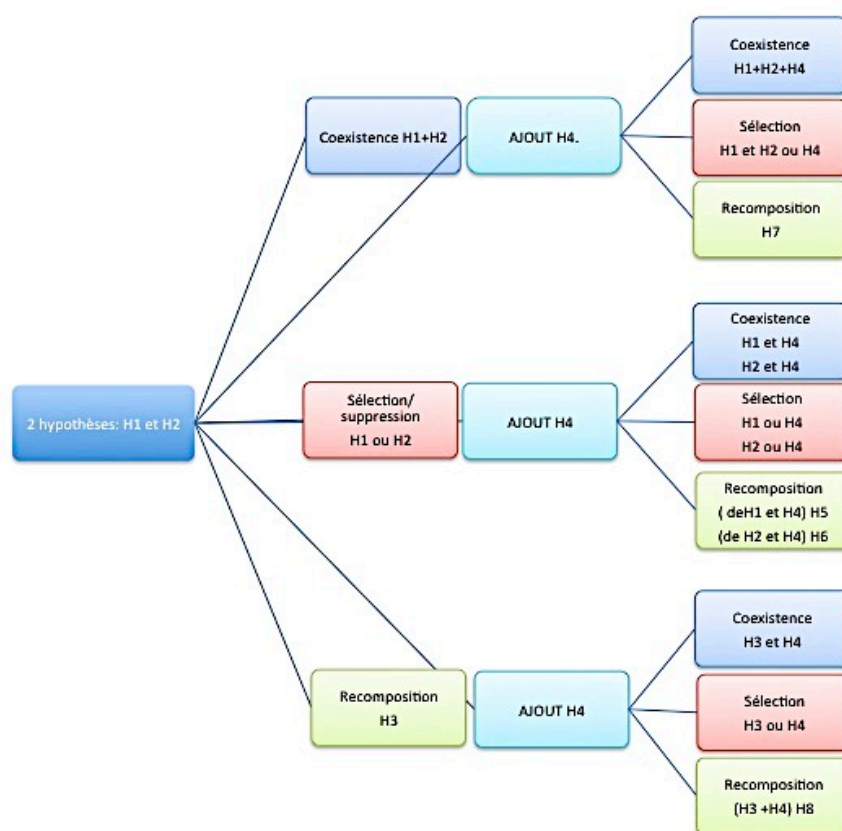 Coexistence
H1+H2+H4
Coexistence H1+H2
AJOUT H4.
Sélection
H1 et H2 ou H4
Recomposition
H7
2 hypothèses: H1 et H2
Sélection/
suppression
H1 ou H2
AJOUT H4
Coexistence
H1 et H4
H2 et H4
Sélection
H1 ou H4
H2 ou H4
Recomposition
( deH1 et H4) H5
(de H2 et H4) H6
Recomposition
H3
AJOUT H4
Coexistence
H3 et H4
Sélection
H3 ou H4
Recomposition
(H3 +H4) H8